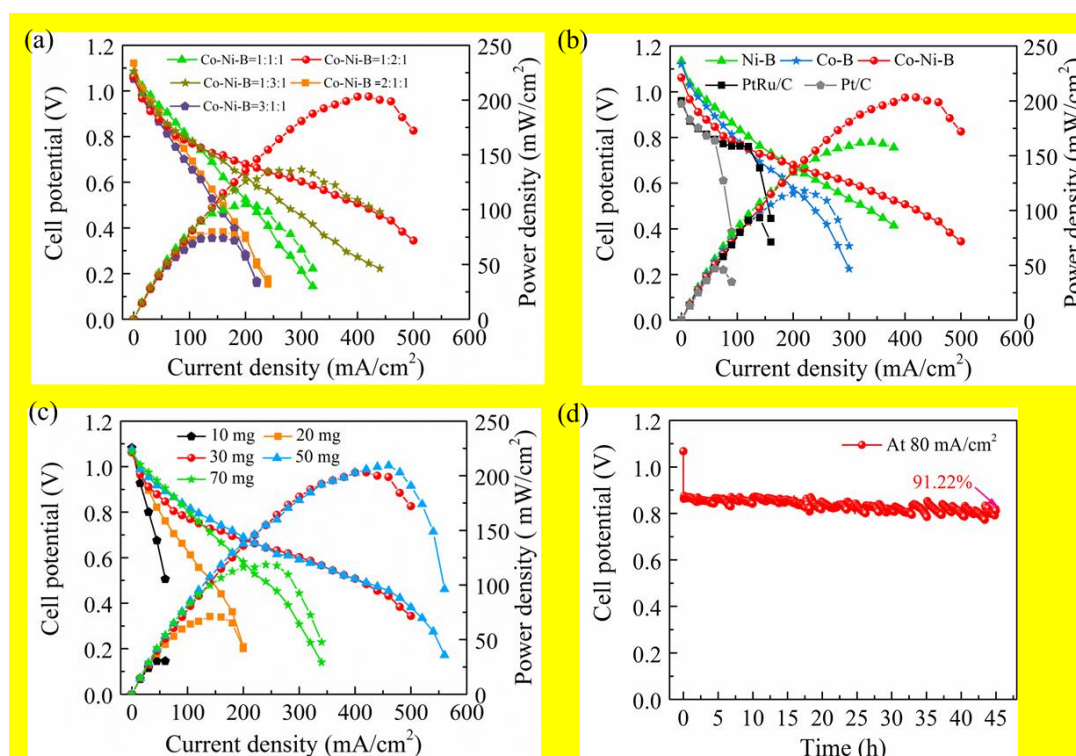 (a)
Co-Ni-B=1:1:1 Co-Ni-B=1:2:1
Co-Ni-B=1:3:1 Co-Ni-B =2:1:1
Co-Ni-B=3:1:1
Cell potential (V)
1.2
1.0
0.8
0.6
0.4
0.2
0.0
250
200
150
100
50
0
Power density (mW/cm²)
0 100 200 300 400 500 600
Current density (mA/cm²)
(b)
Ni-B Co-B Co-Ni-B
PtRu/C Pt/C
Cell potential (V)
1.2
1.0
0.8
0.6
0.4
0.2
0.0
250
200
150
100
50
0
Power density (mW/cm²)
0 100 200 300 400 500 600
Current density (mA/cm²)
(c)
10 mg 20 mg
30 mg 50 mg
70 mg
Cell potential (V)
1.2
1.0
0.8
0.6
0.4
0.2
0.0
250
200
150
100
50
0
Power density ( mW/cm²)
0 100 200 300 400 500 600
Current density (mA/cm²)
(d)
At 80 mA/cm²
91.22%
Cell potential (V)
1.2
1.0
0.8
0.6
0.4
0.2
0.0
0 5 10 15 20 25 30 35 40 45
Time (h)